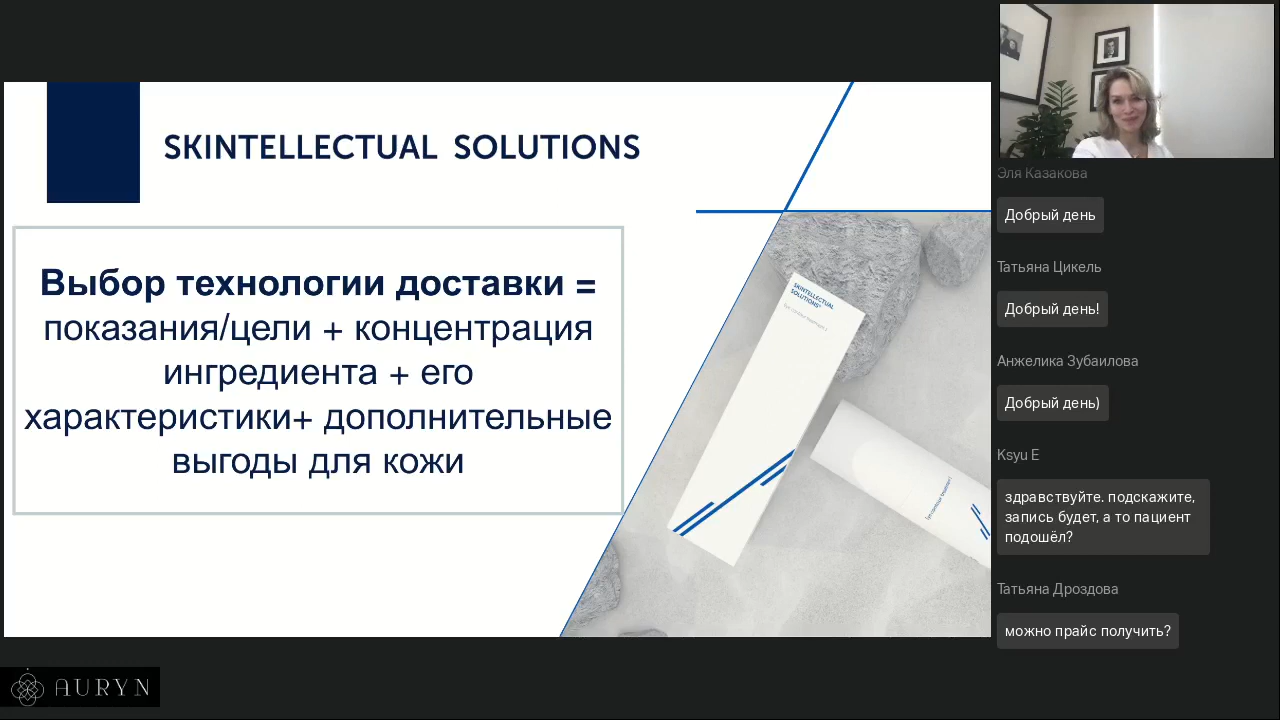 SKINTELLECTUAL SOLUTIONS
Выбор технологии доставки =
показания/цели + концентрация
ингредиента + его
характеристики+ дополнительные
выгоды для кожи
SKINTELLECTUAL
SOLUTIONS
Эля Казакова
Добрый день
Татьяна Цикель
Добрый день!
Анжелика Зубаилова
Добрый день)
Ksyu E
здравствуйте. подскажите,
запись будет, а то пациент
подошёл?
Татьяна Дроздова
можно прайс получить?
AURYN